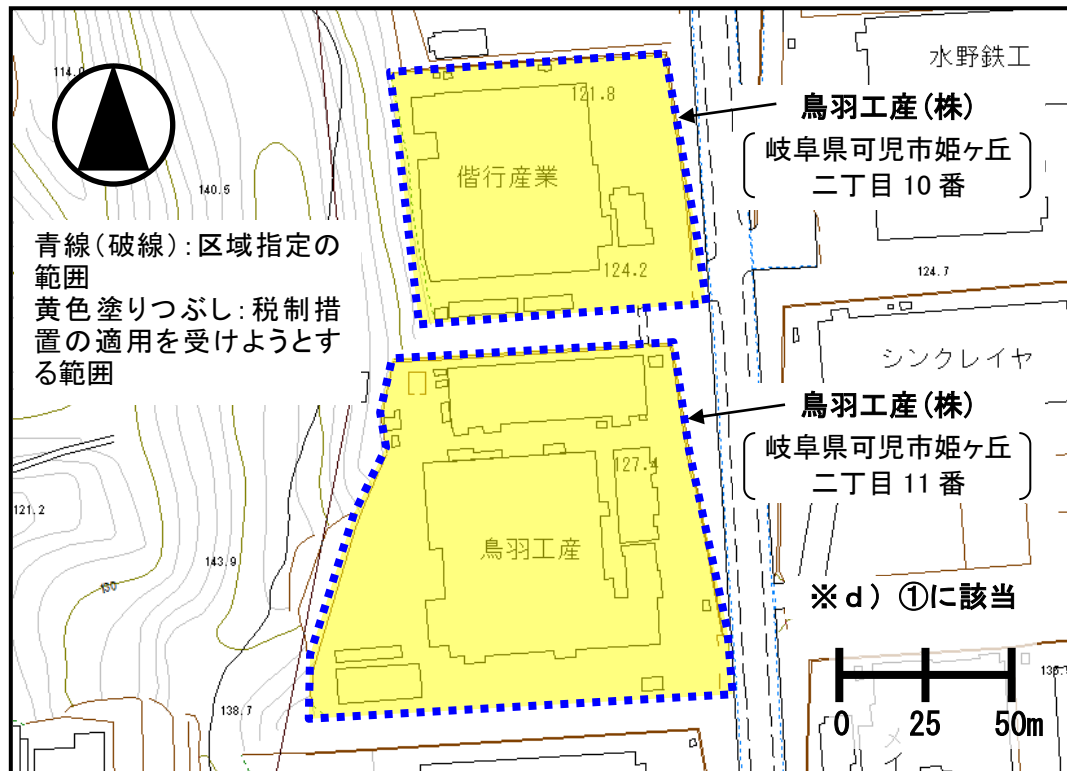 水野鉄工
114.0
121.8
鳥羽工産(株)
岐阜県可児市姫ヶ丘
二丁目 10 番
偕行産業
140.5
青線(破線):区域指定の
範囲
黄色塗りつぶし:税制措
置の適用を受けようとす
る範囲
124.2
124.7
シンクレイヤ
鳥羽工産(株)
岐阜県可児市姫ヶ丘
二丁目 11 番
127.4
121.2
鳥羽工産
143.9
130
※d) ①に該当
138.7
0 25 50m
メイ